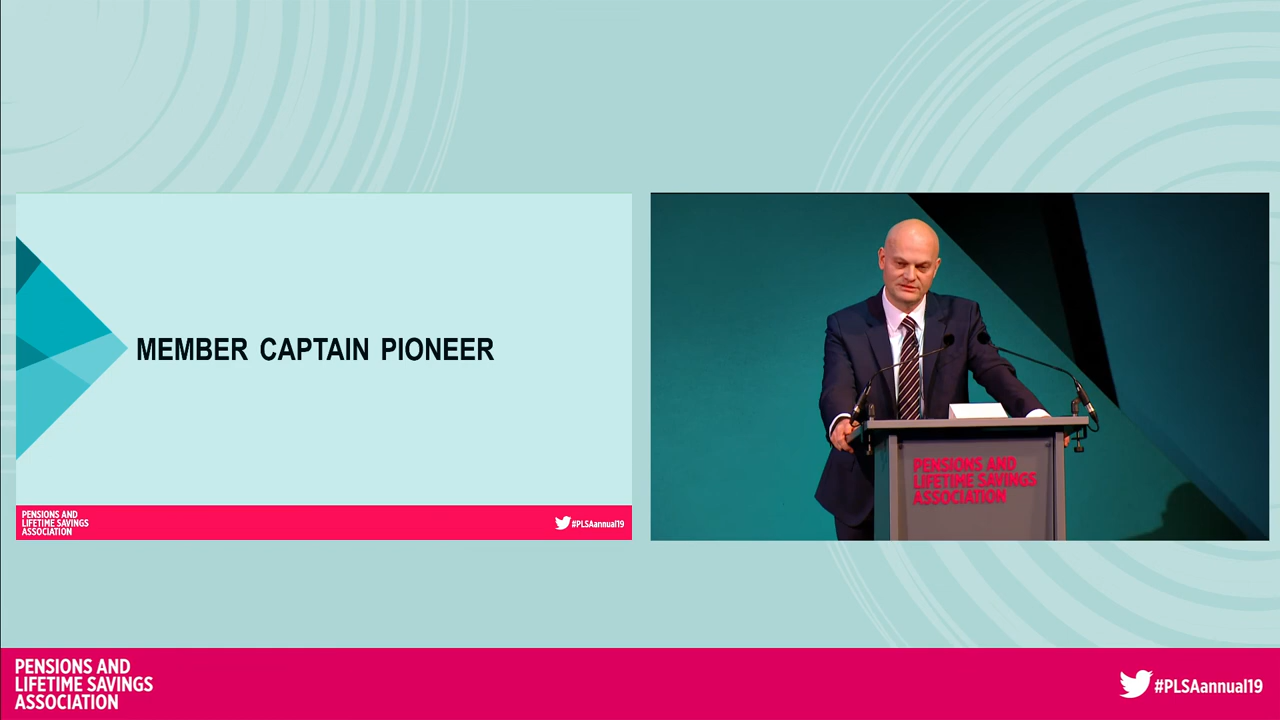 MEMBER CAPTAIN PIONEER
PENSIONS AND
LIFETIME SAVINGS
ASSOCIATION
#PLSAannual19
PENSIONS AND
LIFETIME SAVINGS
ASSOCIATION
PENSIONS AND
LIFETIME SAVINGS
ASSOCIATION
#PLSAannual19